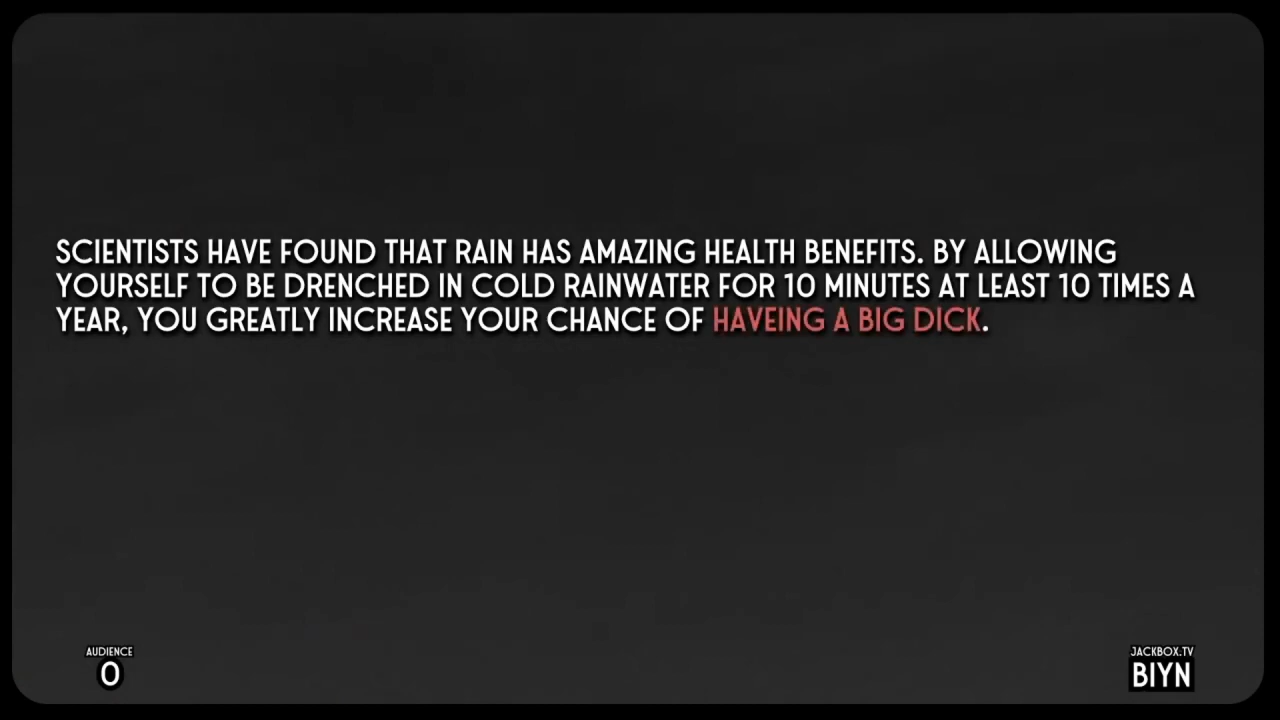 SCIENTISTS HAVE FOUND THAT RAIN HAS AMAZING HEALTH BENEFITS. BY ALLOWING
YOURSELF TO BE DRENCHED IN COLD RAINWATER FOR 10 MINUTES AT LEAST 10 TIMES A
YEAR, YOU GREATLY INCREASE YOUR CHANCE OF HAVEING A BIG DICK.
AUDIENCE
0
JACKBOX.TV
BIYN